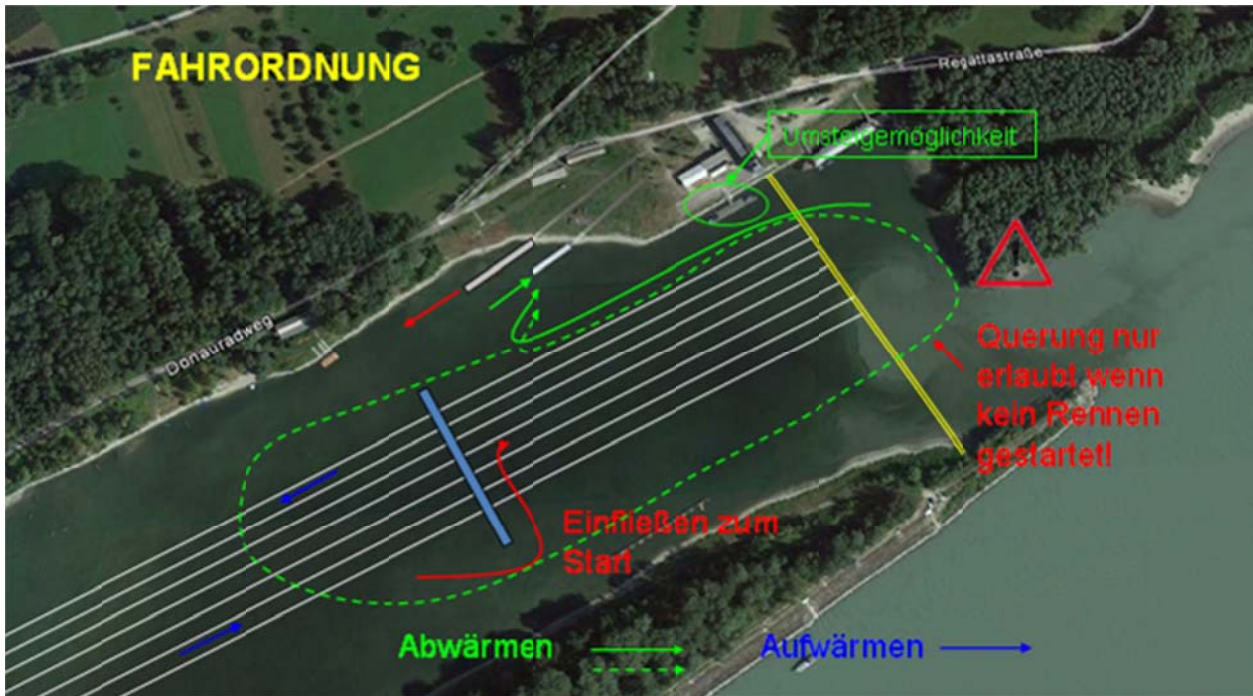 FAHRORDNUNG
Regattastraße
Umsteigemöglichkeit
Donauradweg
Querung nur
erlaubt wenn
kein Rennen
gestartet!
Einfließen zum
Start
Abwärmen
Aufwärmen